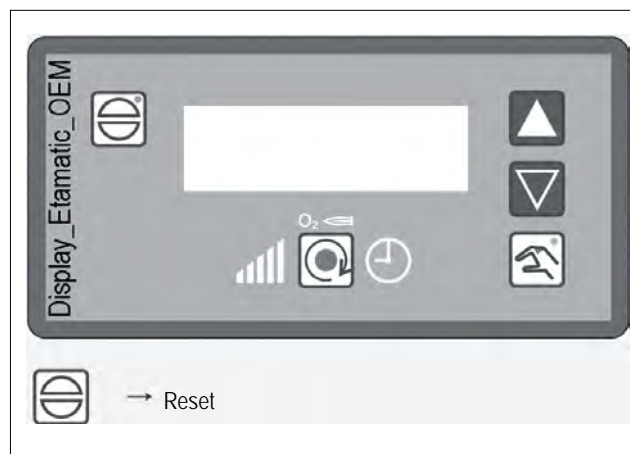 Display_Etamatic_OEM
O₂
→ Reset